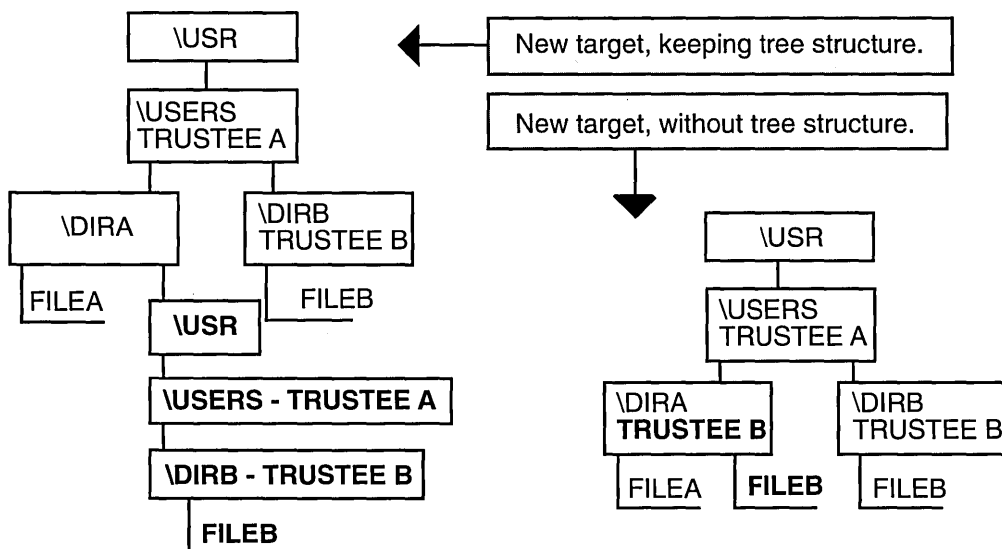 \USR
New target, keeping tree structure.
\USERS
TRUSTEE A
New target, without tree structure.
\DIRA
\DIRB
TRUSTEE B
FILEA
FILEB
\USR
\USERS - TRUSTEE A
\DIRB - TRUSTEE B
FILEB
\USR
\USERS
TRUSTEE A
\DIRA
TRUSTEE B
\DIRB
TRUSTEE B
FILEA
FILEB
FILEB